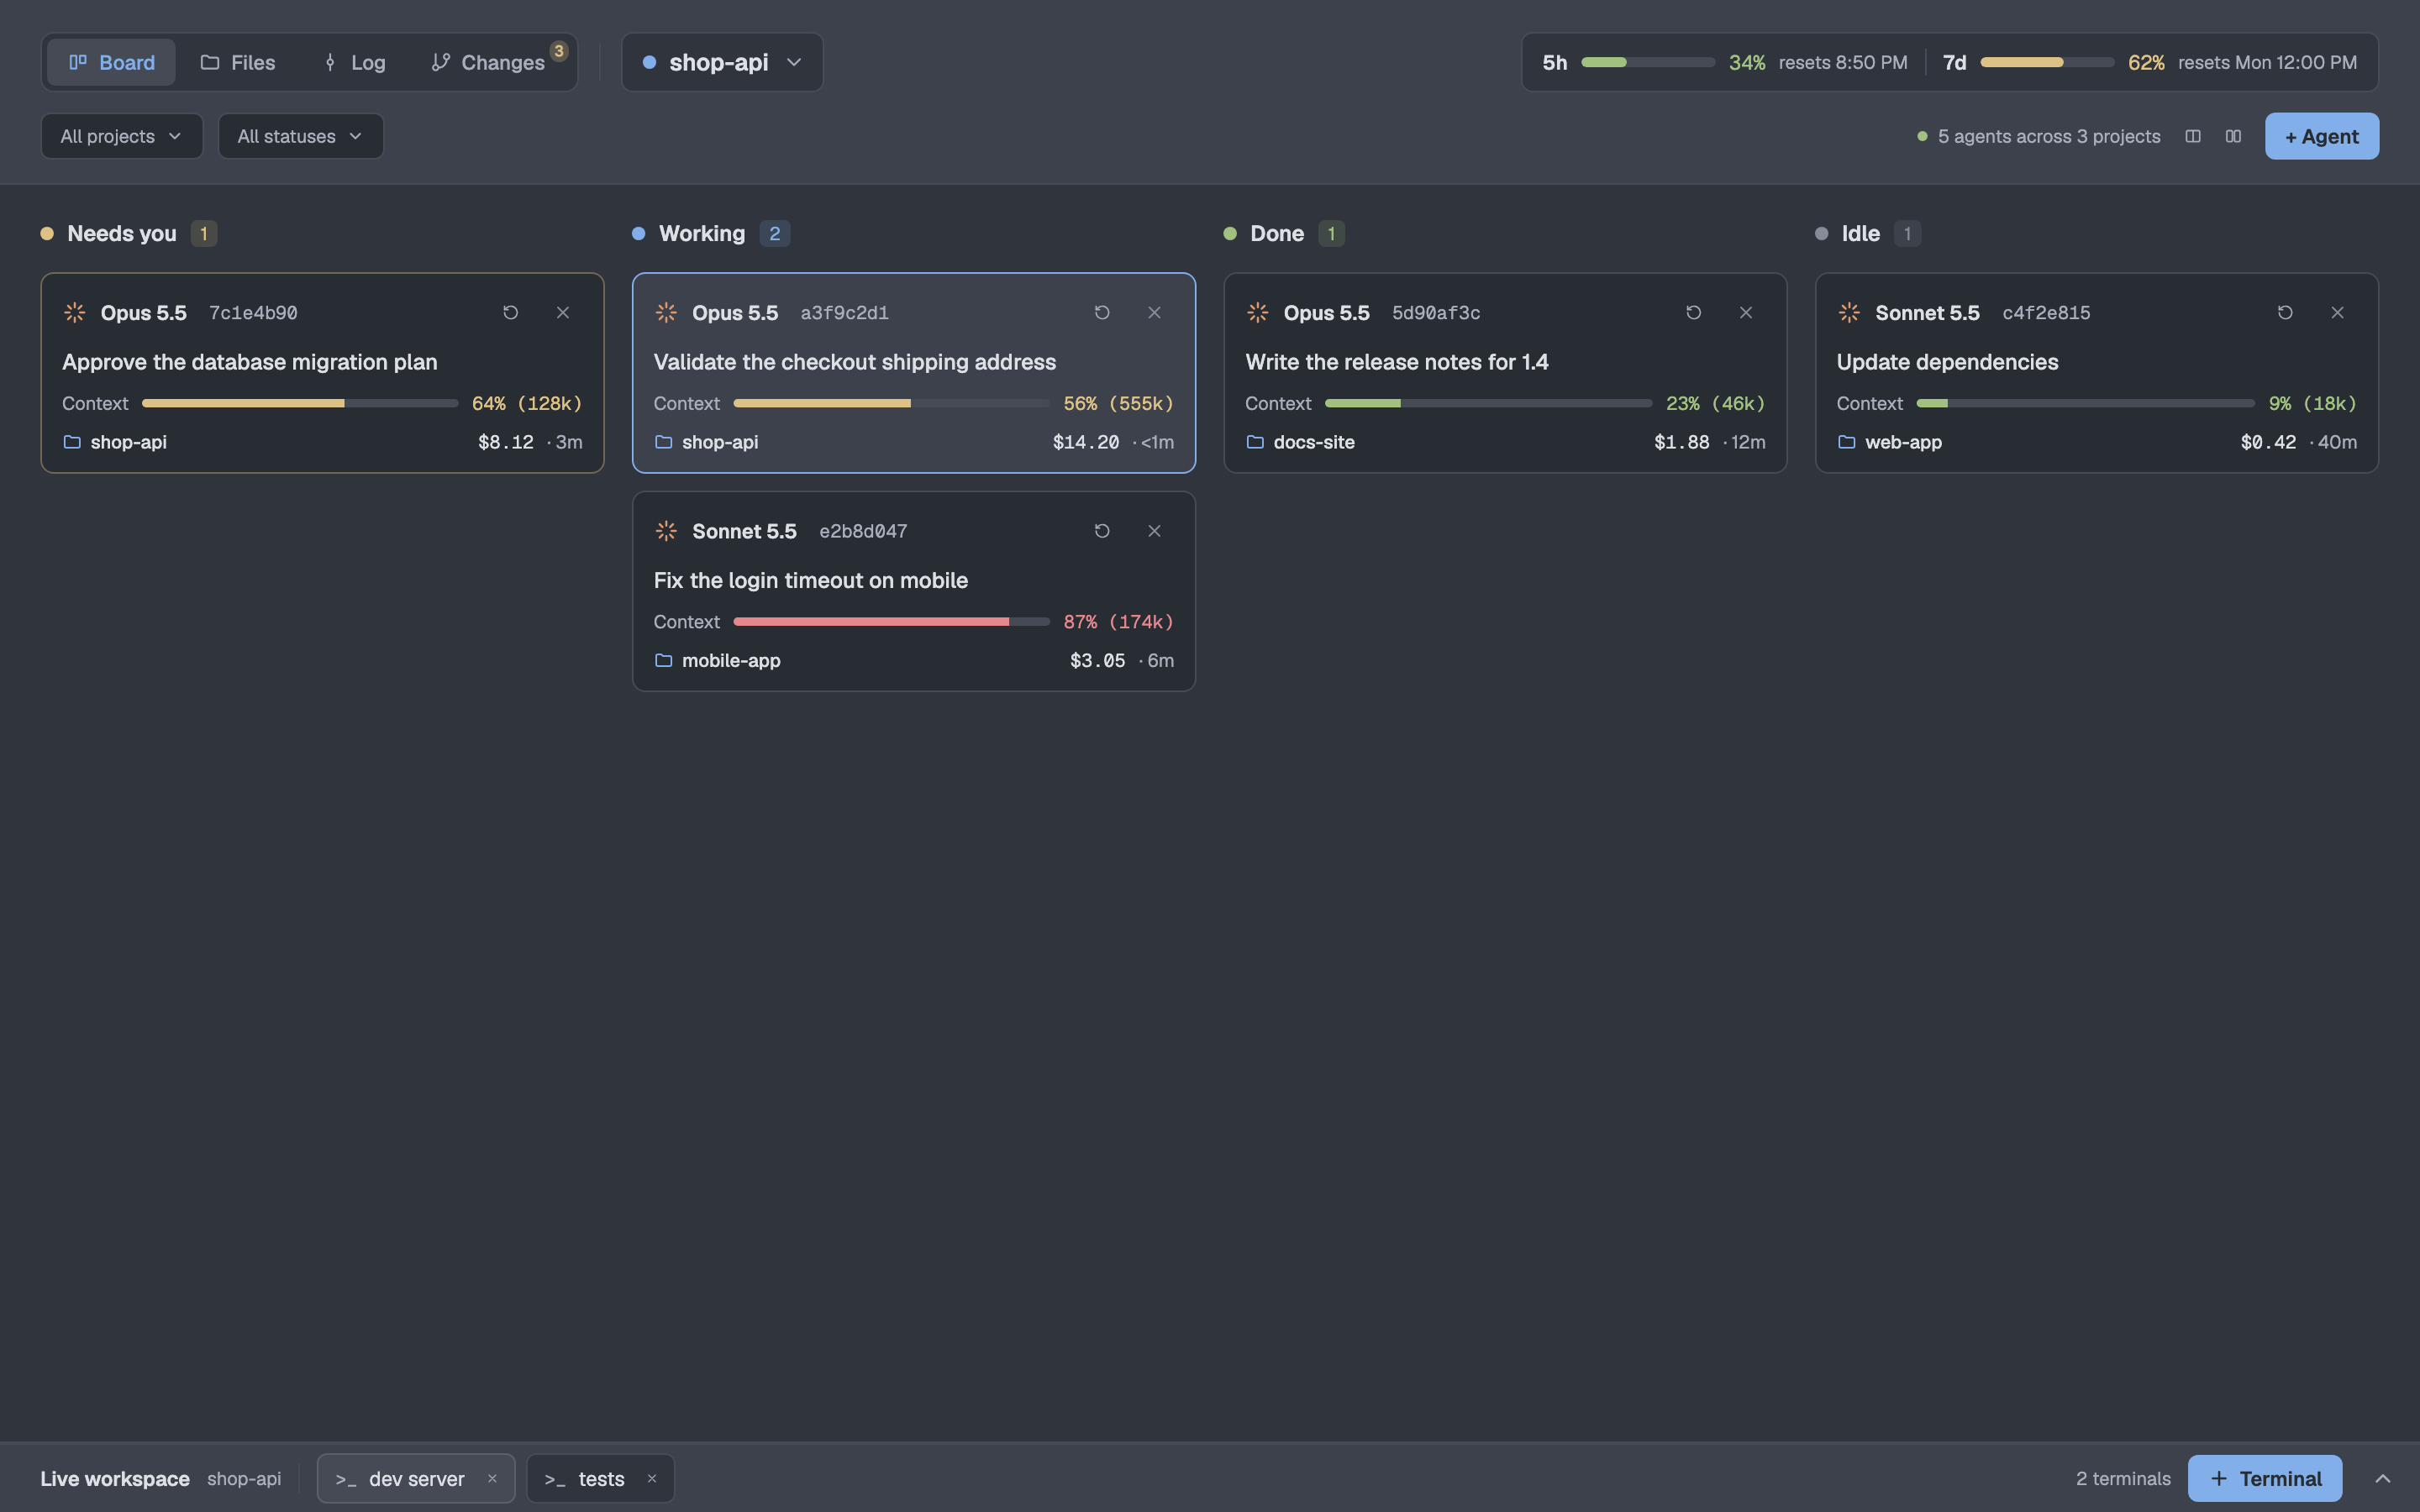 Board Files Log Changes 3 shop-api 5h 34% resets 8:50 PM 7d 62% resets Mon 12:00 PM
All projects All statuses 5 agents across 3 projects + Agent
Needs you 1
Opus 5.5 7c1e4b90
Approve the database migration plan
Context 64% (128k)
shop-api $8.12 · 3m
Working 2
Opus 5.5 a3f9c2d1
Validate the checkout shipping address
Context 56% (555k)
shop-api $14.20 · <1m
Sonnet 5.5 e2b8d047
Fix the login timeout on mobile
Context 87% (174k)
mobile-app $3.05 · 6m
Done 1
Opus 5.5 5d90af3c
Write the release notes for 1.4
Context 23% (46k)
docs-site $1.88 · 12m
Idle 1
Sonnet 5.5 c4f2e815
Update dependencies
Context 9% (18k)
web-app $0.42 · 40m
Live workspace shop-api >_ dev server × >_ tests × 2 terminals + Terminal